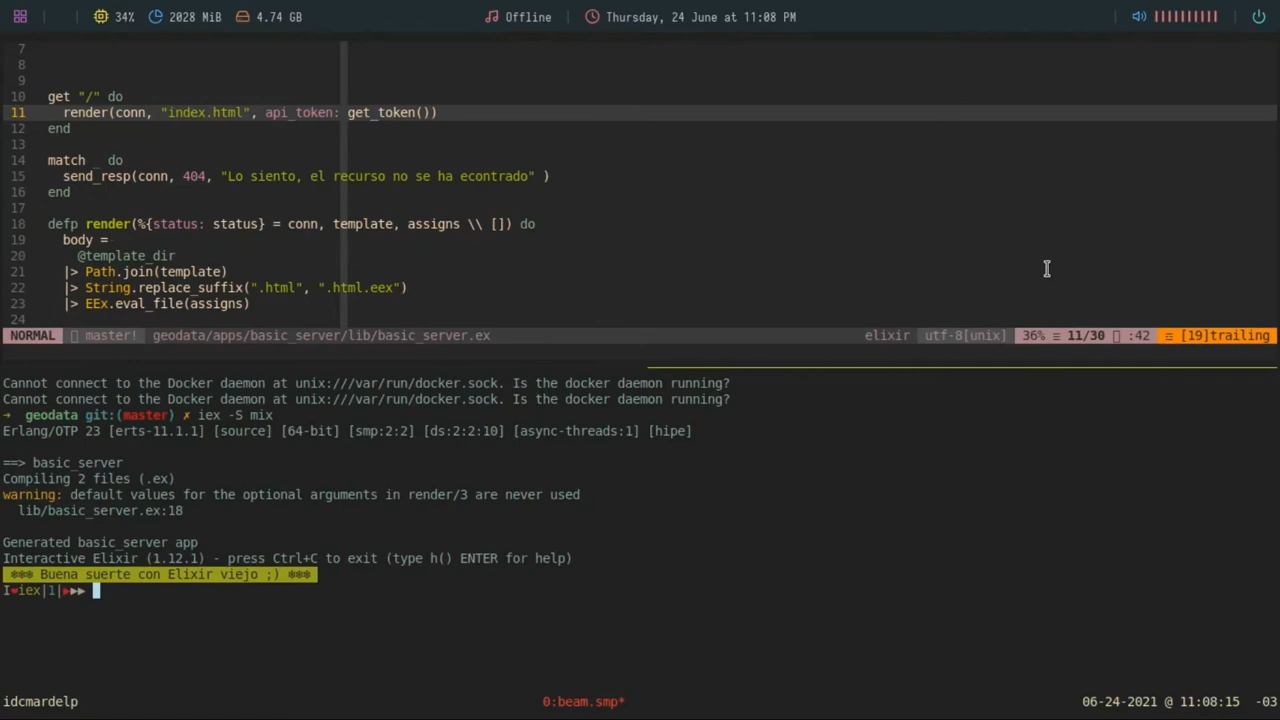 34% 2028 MiB 4.74 GB Offline Thursday, 24 June at 11:08 PM
7
8
9
10 get "/" do
11 render(conn, "index.html", api_token: get_token())
12 end
13
14 match _ do
15 send_resp(conn, 404, "Lo siento, el recurso no se ha econtrado" )
16 end
17
18 defp render(%{status: status} = conn, template, assigns \\ []) do
19 body =
20 @template_dir
21 |> Path.join(template)
22 |> String.replace_suffix(".html", ".html.eex")
23 |> EEx.eval_file(assigns)
24
NORMAL master! geodata/apps/basic_server/lib/basic_server.ex elixir utf-8[unix] 36% ≡ 11/30 :42 ≡ [19]trailing
Cannot connect to the Docker daemon at unix:///var/run/docker.sock. Is the docker daemon running?
Cannot connect to the Docker daemon at unix:///var/run/docker.sock. Is the docker daemon running?
→ geodata git:(master) ✗ iex -S mix
Erlang/OTP 23 [erts-11.1.1] [source] [64-bit] [smp:2:2] [ds:2:2:10] [async-threads:1] [hipe]
==> basic_server
Compiling 2 files (.ex)
warning: default values for the optional arguments in render/3 are never used
lib/basic_server.ex:18
Generated basic_server app
Interactive Elixir (1.12.1) - press Ctrl+C to exit (type h() ENTER for help)
❄❄❄ Buena suerte con Elixir viejo ;) ❄❄❄
I❤iex|1|▶▶▶
idcmardelp 0:beam.smp* 06-24-2021 @ 11:08:15 -03